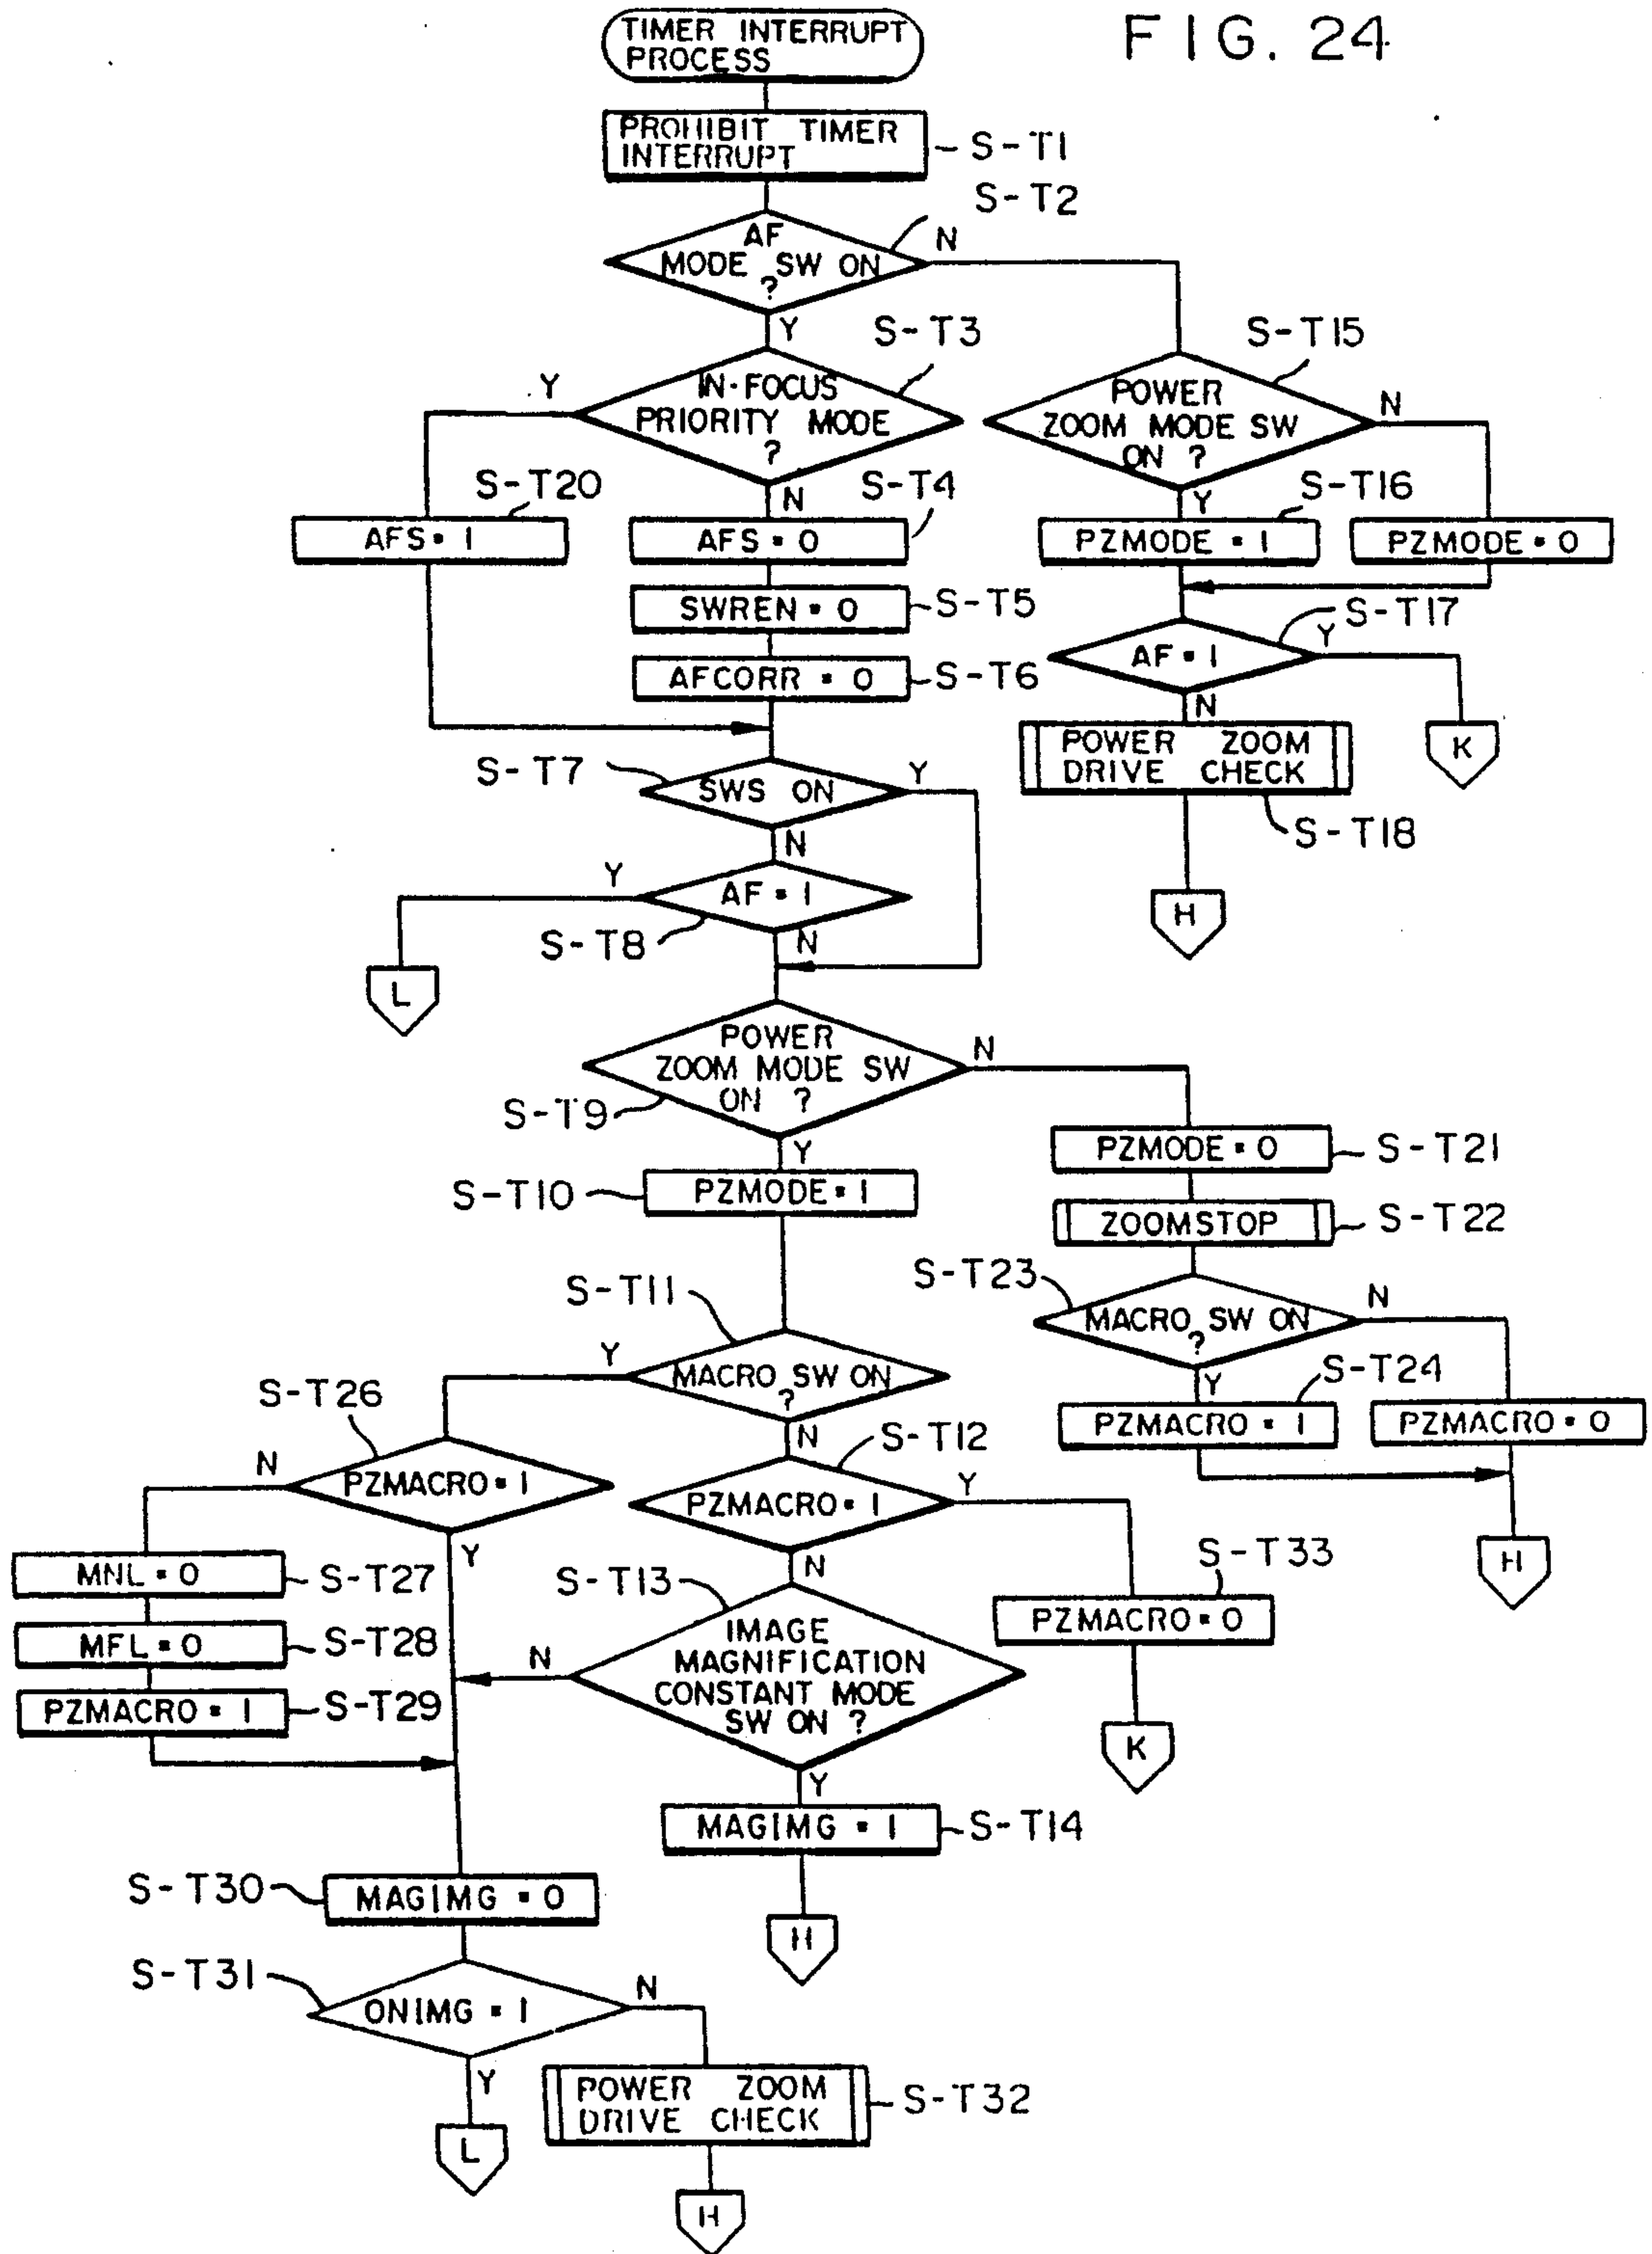 FIG. 24
TIMER INTERRUPT
PROCESS
PROHIBIT TIMER
INTERRUPT
S-T1
S-T2
AF
MODE SW ON
?
N
Y
S-T3
IN-FOCUS
PRIORITY MODE
?
Y
N
S-T15
POWER
ZOOM MODE SW
ON ?
N
Y
S-T20
AFS = 1
S-T4
AFS = 0
S-T16
PZMODE = 1
PZMODE = 0
SWREN = 0
S-T5
AFCORR = 0
S-T6
S-T17
AF = 1
Y
N
K
POWER ZOOM
DRIVE CHECK
S-T18
H
S-T7
SWS ON
Y
N
AF = 1
Y
S-T8
N
L
POWER
ZOOM MODE SW
ON ?
S-T9
N
Y
S-T10
PZMODE = 1
PZMODE = 0
S-T21
ZOOMSTOP
S-T22
S-T23
MACRO SW ON
?
N
Y
S-T24
PZMACRO = 1
PZMACRO = 0
H
S-T11
MACRO SW ON
?
Y
N
S-T26
PZMACRO = 1
N
Y
S-T12
PZMACRO = 1
Y
N
S-T33
PZMACRO = 0
K
MNL = 0
S-T27
MFL = 0
S-T28
PZMACRO = 1
S-T29
S-T13
IMAGE
MAGNIFICATION
CONSTANT MODE
SW ON ?
N
Y
MAGIMG = 1
S-T14
H
S-T30
MAGIMG = 0
S-T31
ONIMG = 1
N
Y
L
POWER ZOOM
DRIVE CHECK
S-T32
H